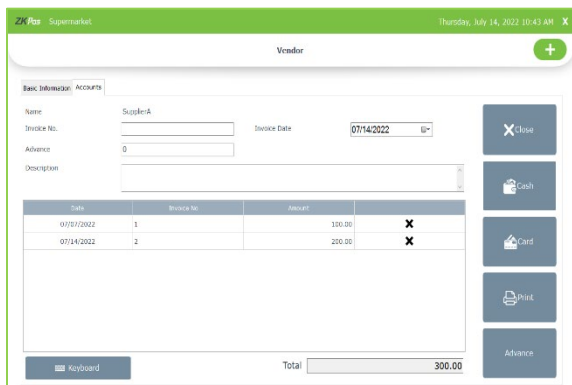 ZKPos Supermarket Thursday, July 14, 2022 10:43 AM X
Vendor
+
Basic Information Accounts
Name SupplierA
Invoice No. Invoice Date 07/14/2022
Advance 0
Description
Date Invoice No Amount
07/07/2022 1 100.00 X
07/14/2022 2 200.00 X
Total 300.00
Keyboard
X Close
Cash
Card
Print
Advance